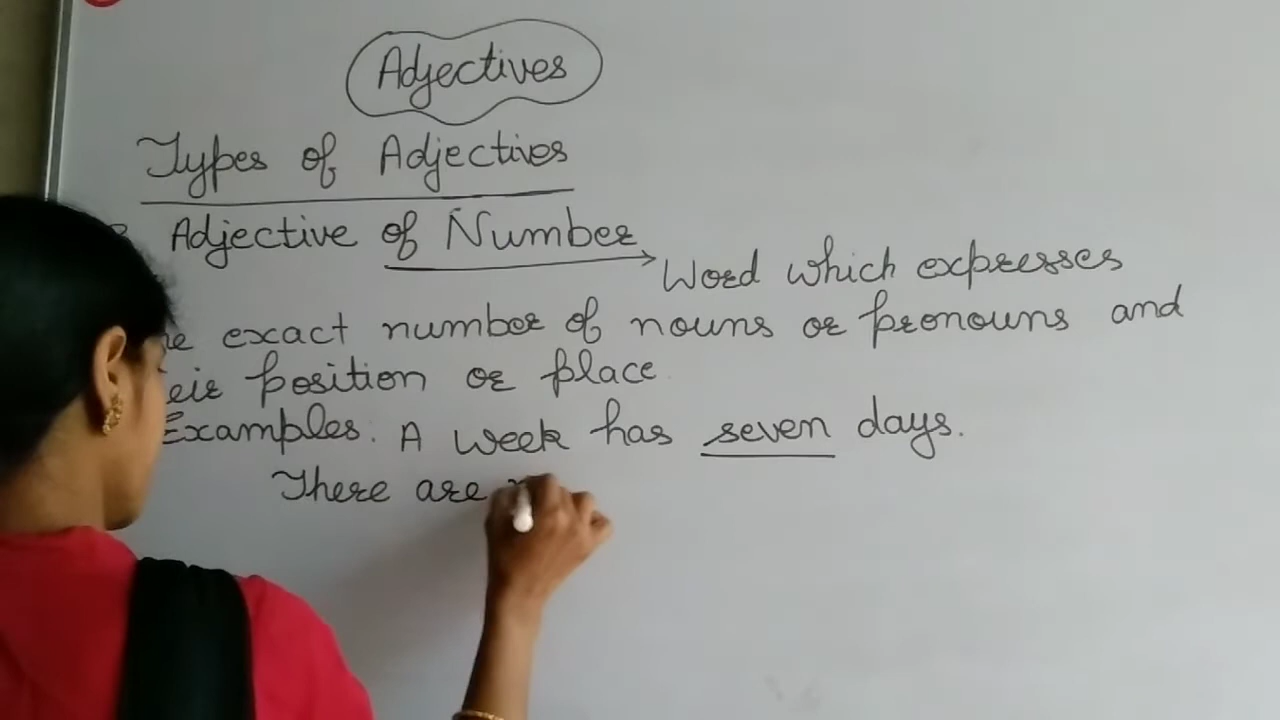 Adjectives
Types of Adjectives
Adjective of Number
Word which expresses
exact number of nouns or pronouns and
position or place
Examples: A week has seven days.
There are